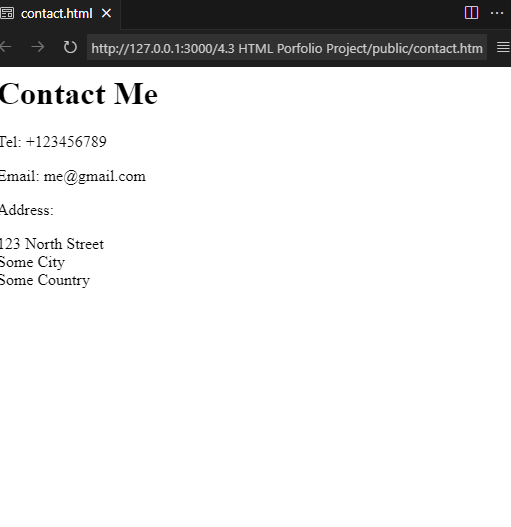 contact.html
http://127.0.0.1:3000/4.3 HTML Porfolio Project/public/contact.htm
Contact Me
Tel: +123456789
Email: me@gmail.com
Address:
123 North Street
Some City
Some Country